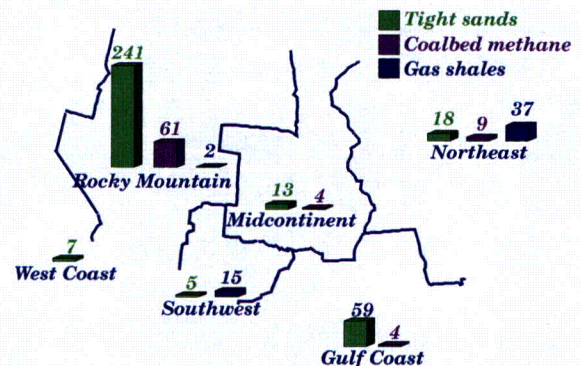 Tight sands
Coalbed methane
Gas shales
241
61
2
Rocky Mountain
18
9
37
Northeast
13
4
Midcontinent
7
West Coast
5
15
Southwest
59
4
Gulf Coast